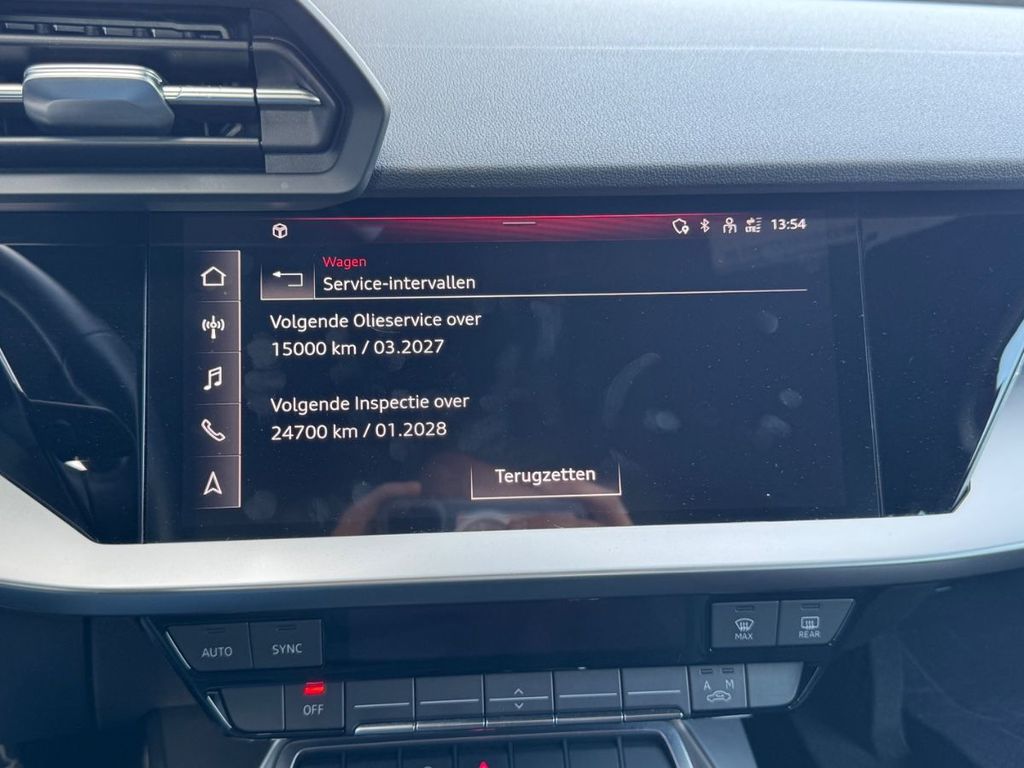 13:54
Wagen
Service-intervallen
Volgende Olieservice over
15000 km / 03.2027
Volgende Inspectie over
24700 km / 01.2028
Terugzetten
AUTO
SYNC
MAX
REAR
OFF
A M